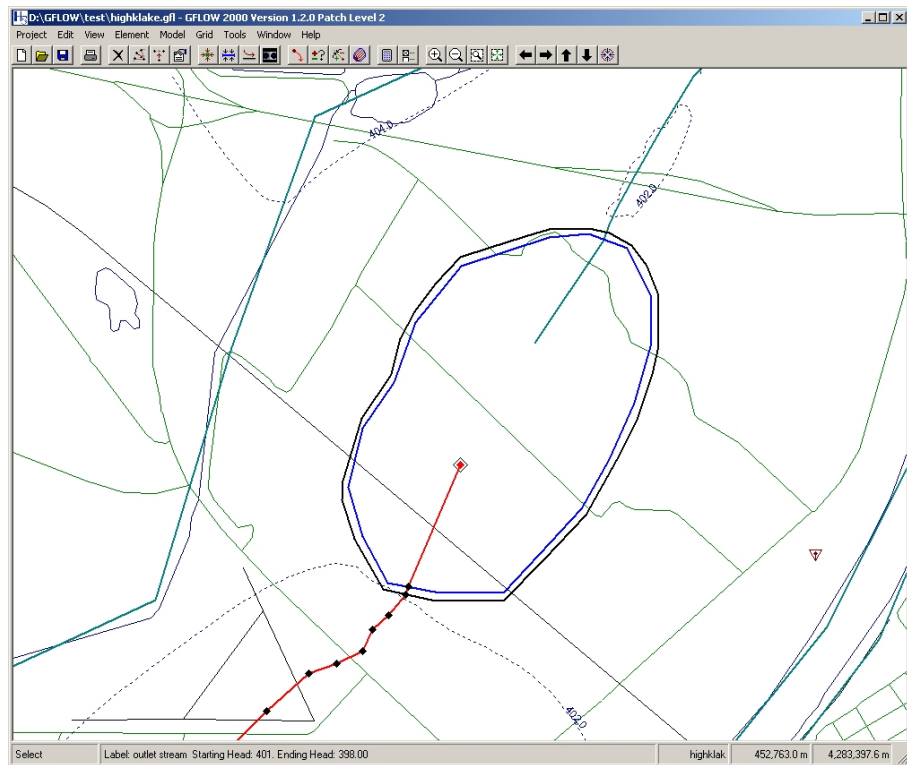 D:\GFLOW\test\highklake.gfl - GFLOW 2000 Version 1.2.0 Patch Level 2
Project Edit View Element Model Grid Tools Window Help
404.0
402.0
402.0
Select Label: outlet stream Starting Head: 401. Ending Head: 398.00 highklak 452,763.0 m 4,283,397.6 m